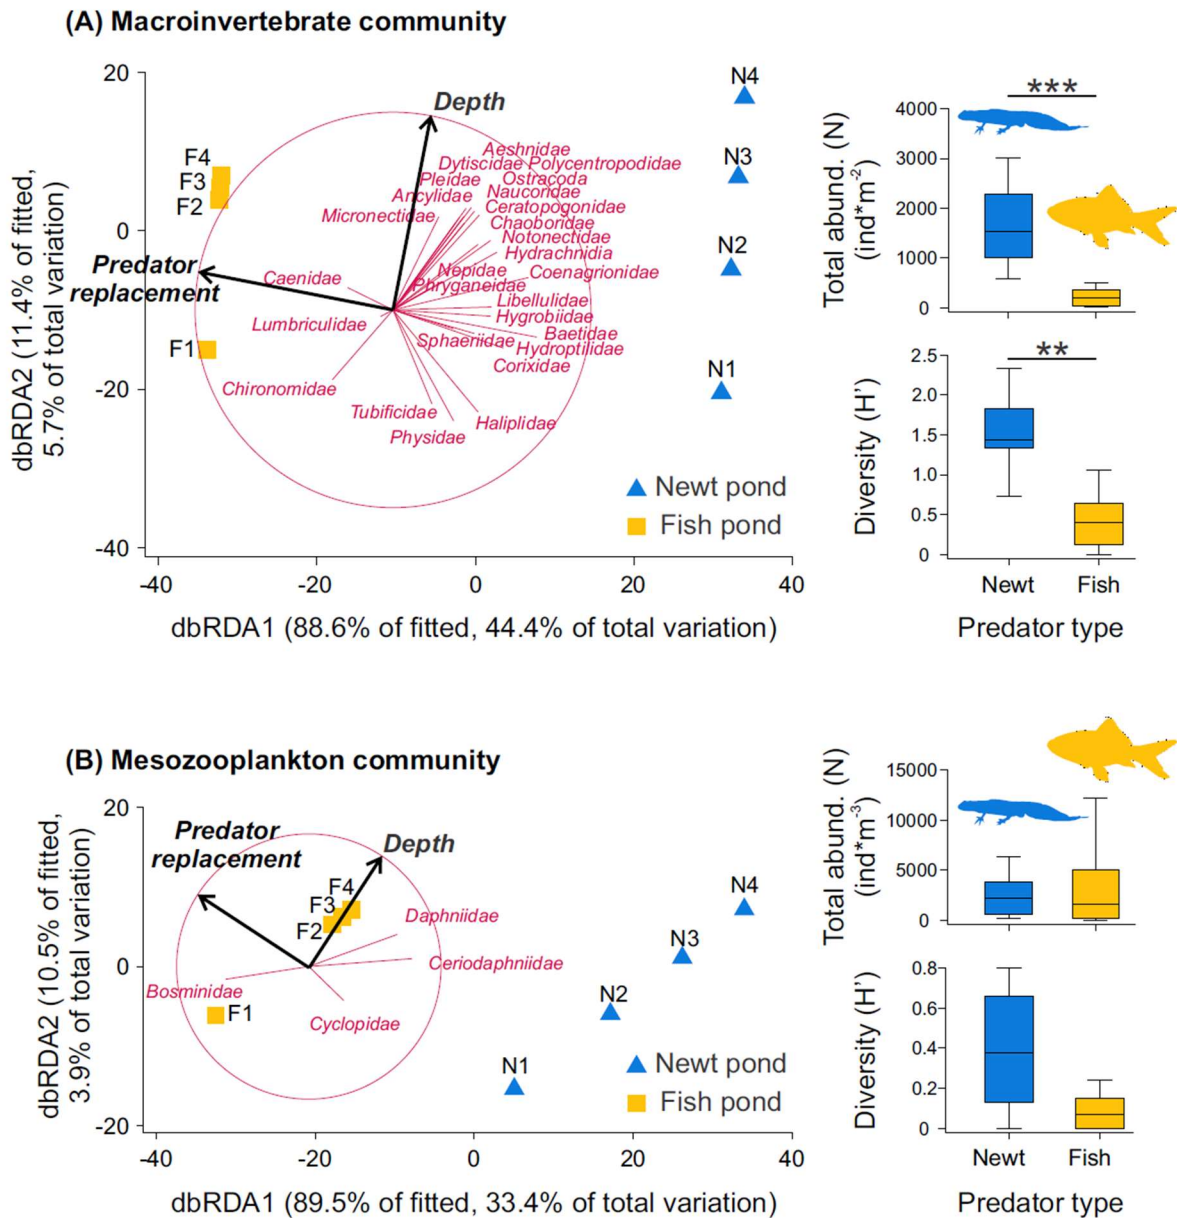 (A) Macroinvertebrate community
dbRDA2 (11.4% of fitted,
5.7% of total variation)
20
0
-20
-40
-40
-20
0
20
40
dbRDA1 (88.6% of fitted, 44.4% of total variation)
Depth
Predator
replacement
F4
F3
F2
F1
N4
N3
N2
N1
Aeshnidae
Dytiscidae Polycentropodidae
Pleidae Ostracoda
Ancylidae Naucoridae
Micronectidae Ceratopogonidae
Chaoboridae
Notonectidae
Hydrachnidia
Caenidae Nepidae Coenagrionidae
Phryganeidae
Libellulidae
Lumbriculidae Hygrobiidae
Sphaeriidae Baetidae
Hydroptilidae
Corixidae
Chironomidae
Tubificidae Haliplidae
Physidae
Newt pond
Fish pond
Total abund. (N)
(ind*m-2)
4000
3000
2000
1000
0
***
Diversity (H')
2.5
2.0
1.5
1.0
0.5
0
**
Newt Fish
Predator type
(B) Mesozooplankton community
dbRDA2 (10.5% of fitted,
3.9% of total variation)
20
0
-20
-40
-20
0
20
40
dbRDA1 (89.5% of fitted, 33.4% of total variation)
Predator
replacement
Depth
F4
F3
F2
F1
N4
N3
N2
N1
Daphniidae
Ceriodaphniidae
Bosminidae
Cyclopidae
Newt pond
Fish pond
Total abund. (N)
(ind*m-3)
15000
10000
5000
0
Diversity (H')
0.8
0.6
0.4
0.2
0
Newt Fish
Predator type